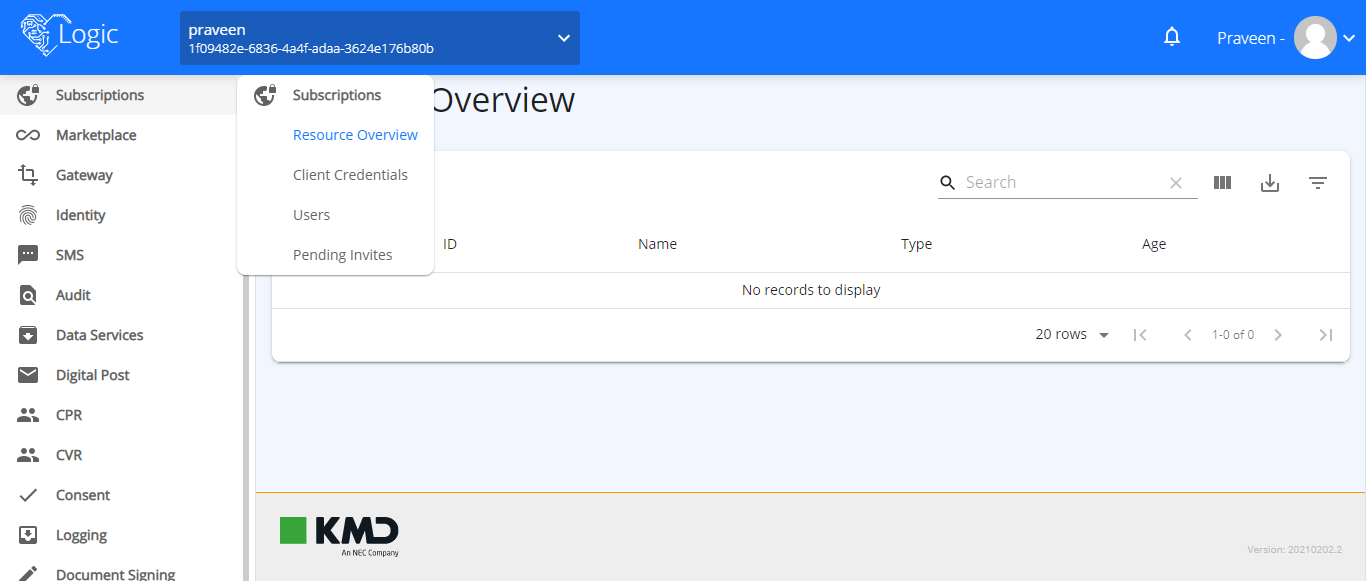 Logic
praveen
1f09482e-6836-4a4f-adaa-3624e176b80b
Praveen -
Subscriptions
Marketplace
Gateway
Identity
SMS
Audit
Data Services
Digital Post
CPR
CVR
Consent
Logging
Document Signing
Subscriptions
Resource Overview
Client Credentials
Users
Pending Invites
Overview
Search
ID Name Type Age
No records to display
20 rows 1-0 of 0
KMD
An NEC Company
Version: 20210202.2